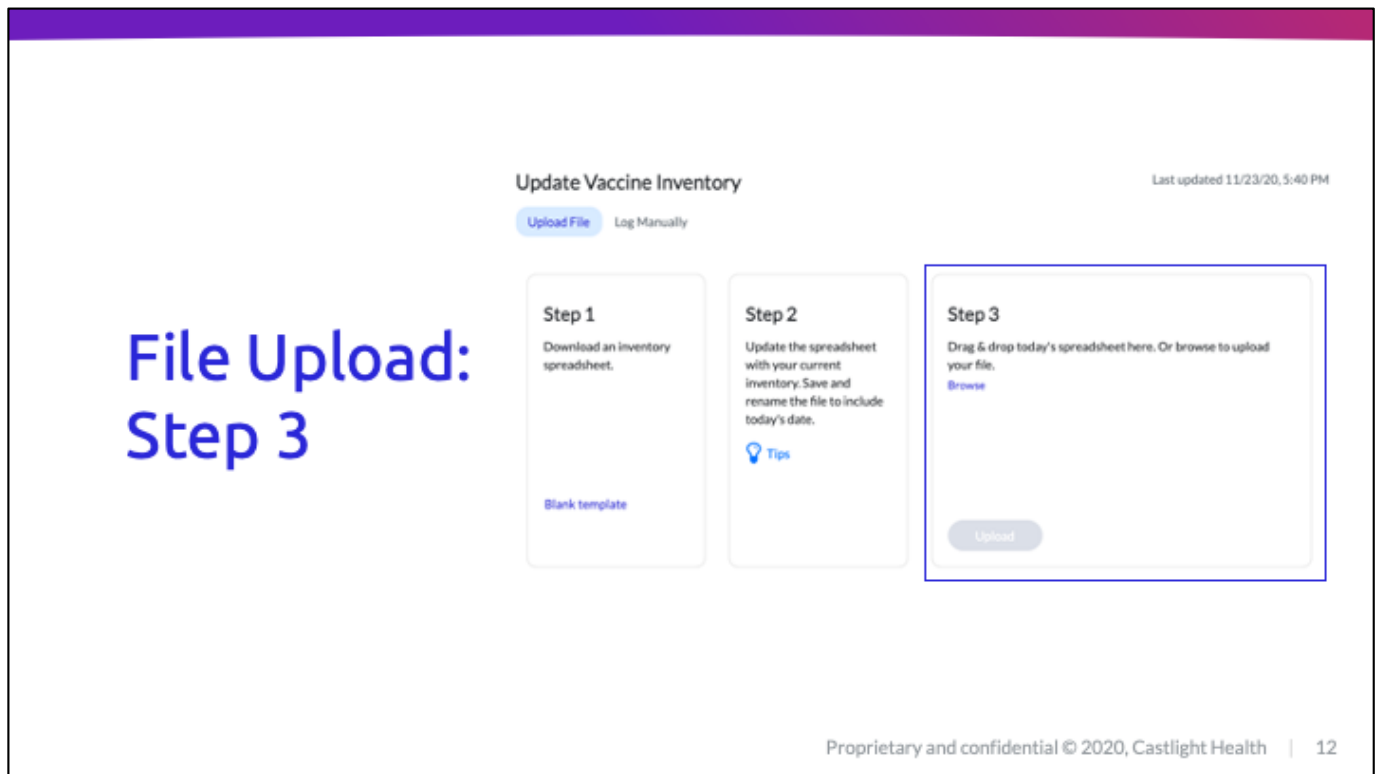 Update Vaccine Inventory
Last updated 11/23/20, 5:40 PM
Upload File
Log Manually
File Upload:
Step 3
Step 1
Download an inventory
spreadsheet.
Blank template
Step 2
Update the spreadsheet
with your current
inventory. Save and
rename the file to include
today's date.
Tips
Step 3
Drag & drop today's spreadsheet here. Or browse to upload
your file.
Browse
Upload
Proprietary and confidential © 2020, Castlight Health | 12